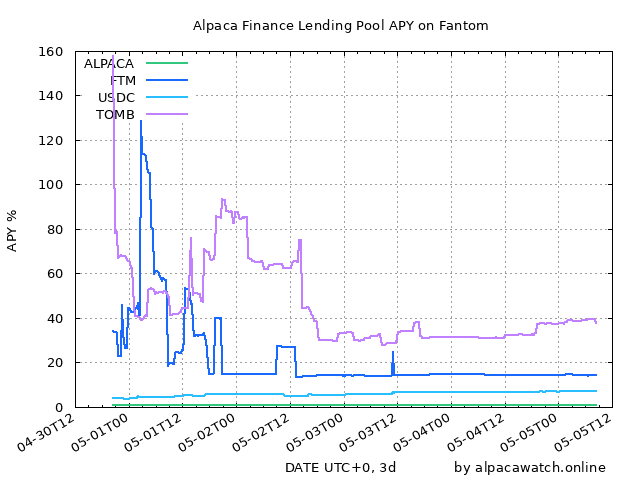 Alpaca Finance Lending Pool APY on Fantom
160
140
120
100
80
60
40
20
0
APY %
ALPACA
FTM
USDC
TOMB
04-30T12
05-01T00
05-01T12
05-02T00
05-02T12
05-03T00
05-03T12
05-04T00
05-04T12
05-05T00
05-05T12
DATE UTC+0, 3d
by alpacawatch.online